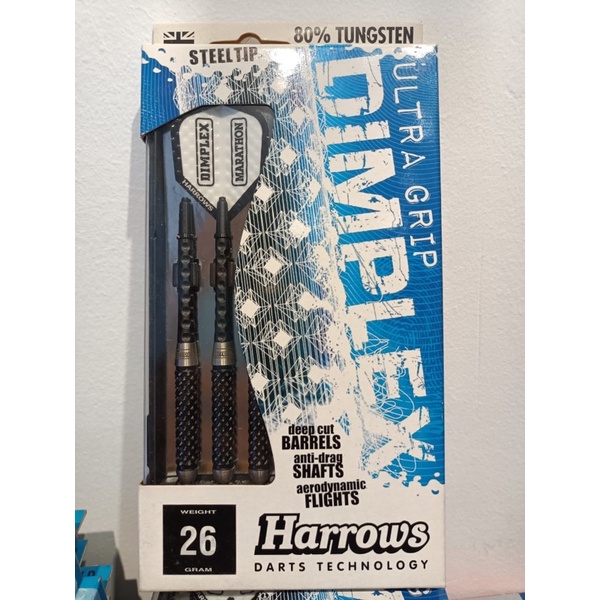 80% TUNGSTEN
STEELTIP
ULTRA GRIP
DIMPLEX
DIMPLEX
MARATHON
HARROWS
deep cut
BARRELS
anti-drag
SHAFTS
aerodynamic
FLIGHTS
WEIGHT
26
GRAM
Harrows
DARTS TECHNOLOGY